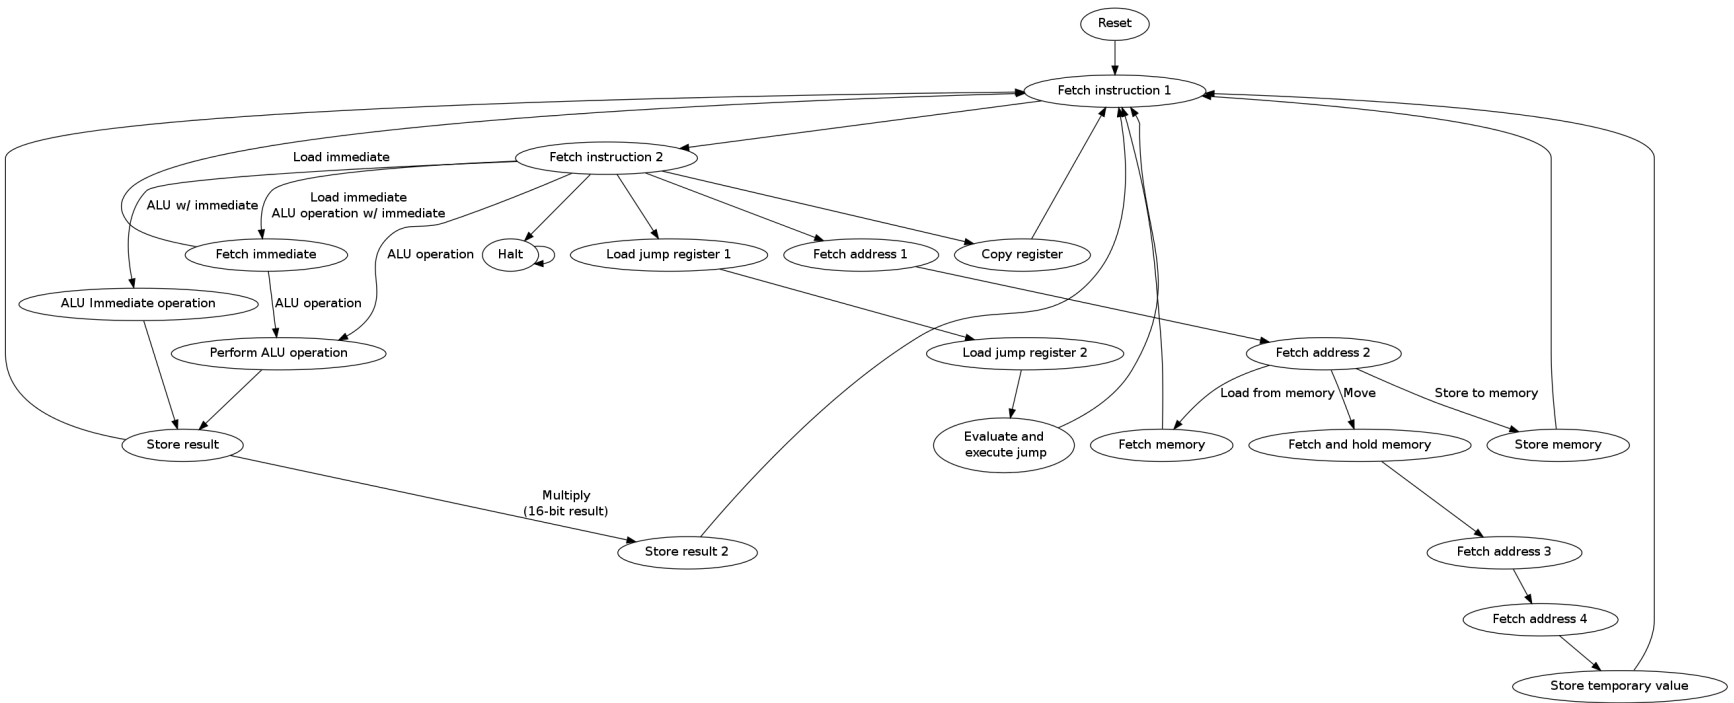 Reset
Fetch instruction 1
Fetch instruction 2
Load immediate
ALU w/ immediate
Load immediate
ALU operation w/ immediate
Fetch immediate
ALU operation
Halt
Load jump register 1
Fetch address 1
Copy register
ALU Immediate operation
ALU operation
Perform ALU operation
Load jump register 2
Fetch address 2
Load from memory
Move
Store to memory
Store result
Evaluate and
execute jump
Fetch memory
Fetch and hold memory
Store memory
Multiply
(16-bit result)
Store result 2
Fetch address 3
Fetch address 4
Store temporary value